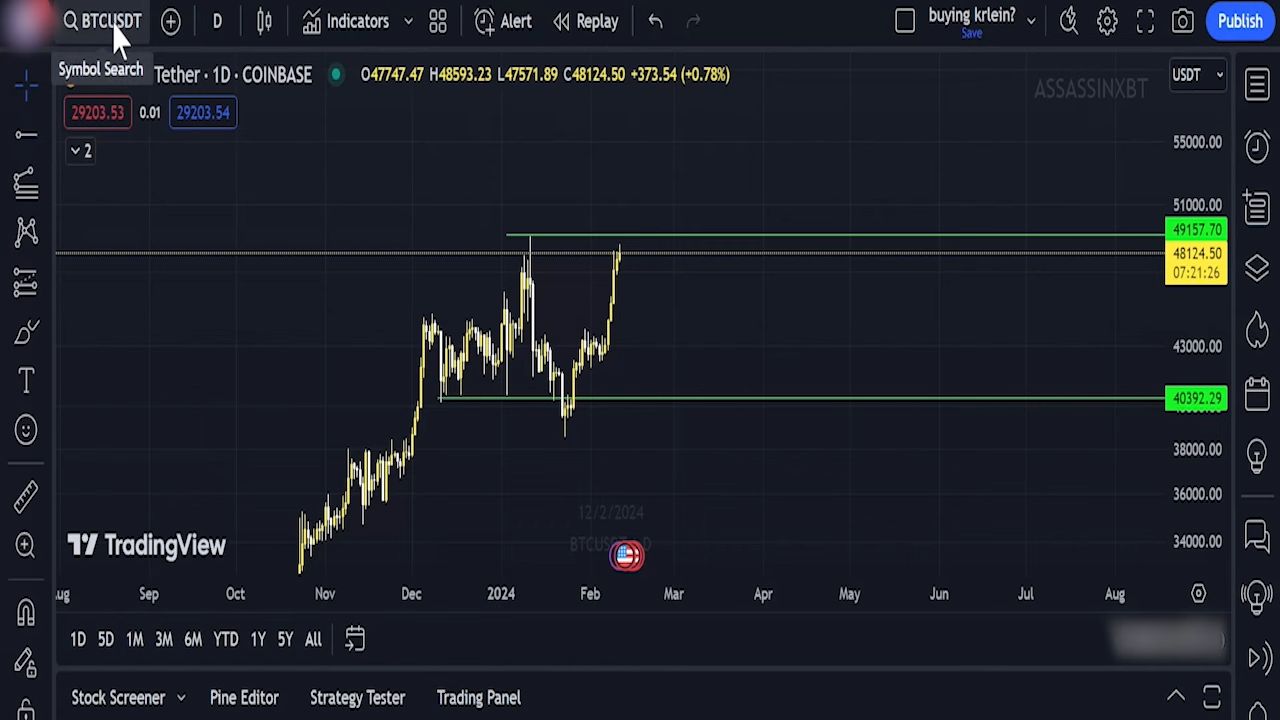 BTCUSDT D Indicators Alert Replay buying krlein? Publish
Save
Symbol Search Tether · 1D · COINBASE O47747.47 H48593.23 L47571.89 C48124.50 +373.54 (+0.78%) ASSASSINXBT USDT
29203.53 0.01 29203.54
2
55000.00
51000.00
49157.70
48124.50
07:21:26
43000.00
40392.29
38000.00
36000.00
34000.00
12/2/2024
TradingView
Sep Oct Nov Dec 2024 Feb Mar Apr May Jun Jul Aug
1D 5D 1M 3M 6M YTD 1Y 5Y All
Stock Screener Pine Editor Strategy Tester Trading Panel